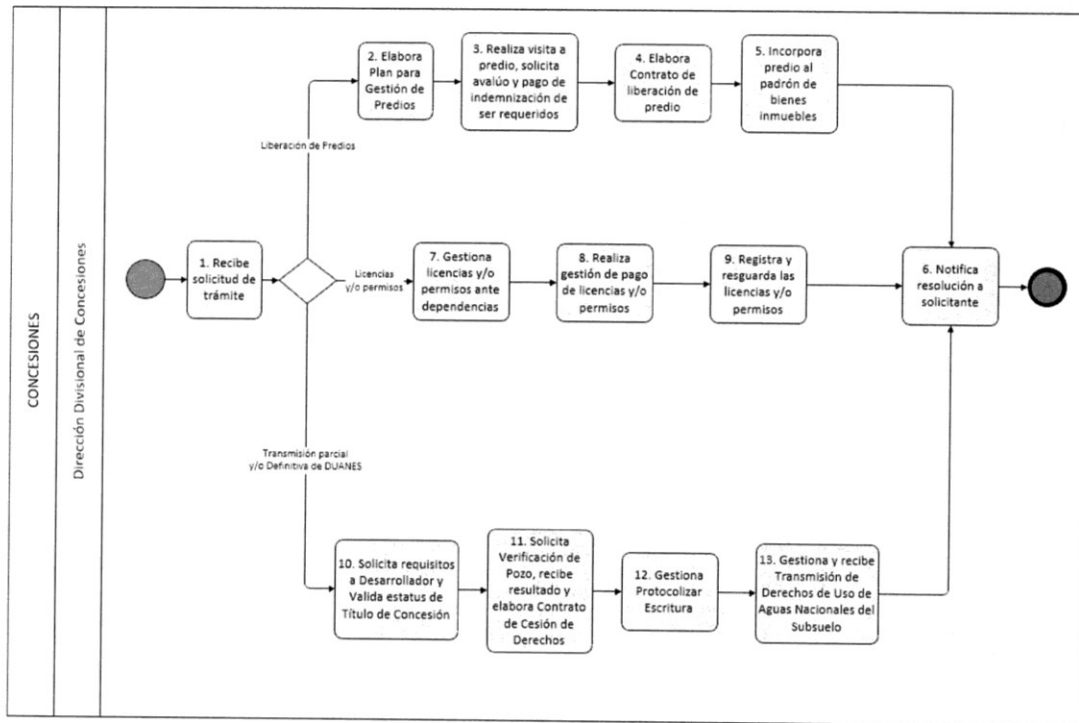 CONCESIONES
Dirección Divisional de Concesiones
1. Recibe
solicitud de
trámite
Liberación de Predios
2. Elabora
Plan para
Gestión de
Predios
3. Realiza visita a
predio, solicita
avalúo y pago de
indemnización de
ser requeridos
4. Elabora
Contrato de
liberación de
predio
5. Incorpora
predio al
padrón de
bienes
inmuebles
Licencias
y/o permisos
7. Gestiona
licencias y/o
permisos ante
dependencias
8. Realiza
gestión de pago
de licencias y/o
permisos
9. Registra y
resguarda las
licencias y/o
permisos
6. Notifica
resolución a
solicitante
Transmisión parcial
y/o Definitiva de DUANES
10. Solicita requisitos
a Desarrollador y
Valida estatus de
Título de Concesión
11. Solicita
Verificación de
Pozo, recibe
resultado y
elabora Contrato
de Cesión de
Derechos
12. Gestiona
Protocolizar
Escritura
13. Gestiona y recibe
Transmisión de
Derechos de Uso de
Aguas Nacionales del
Subsuelo